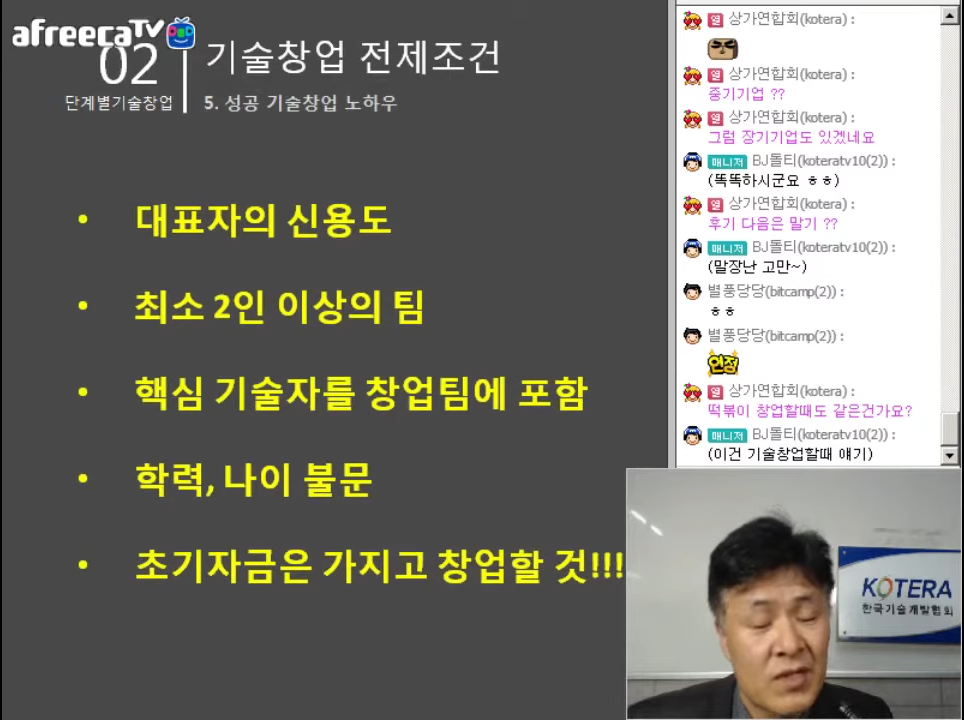 afreecaTV
02
단계별기술창업
기술창업 전제조건
5. 성공 기술창업 노하우
• 대표자의 신용도
• 최소 2인 이상의 팀
• 핵심 기술자를 창업팀에 포함
• 학력, 나이 불문
• 초기자금은 가지고 창업할 것!!!
열 상가연합회(kotera) :
열 상가연합회(kotera) :
중기기업 ??
열 상가연합회(kotera) :
그럼 장기기업도 있겠네요
매니저 BJ돌티(koteratv10(2)) :
(똑똑하시군요 ㅎㅎ)
열 상가연합회(kotera) :
후기 다음은 말기 ??
매니저 BJ돌티(koteratv10(2)) :
(말장난 고만~)
별풍당당(bitcamp(2)) :
ㅎㅎ
별풍당당(bitcamp(2)) :
인정
열 상가연합회(kotera) :
떡볶이 창업할때도 같은건가요?
매니저 BJ돌티(koteratv10(2)) :
(이건 기술창업할때 얘기)
KOTERA
한국기술개발협회